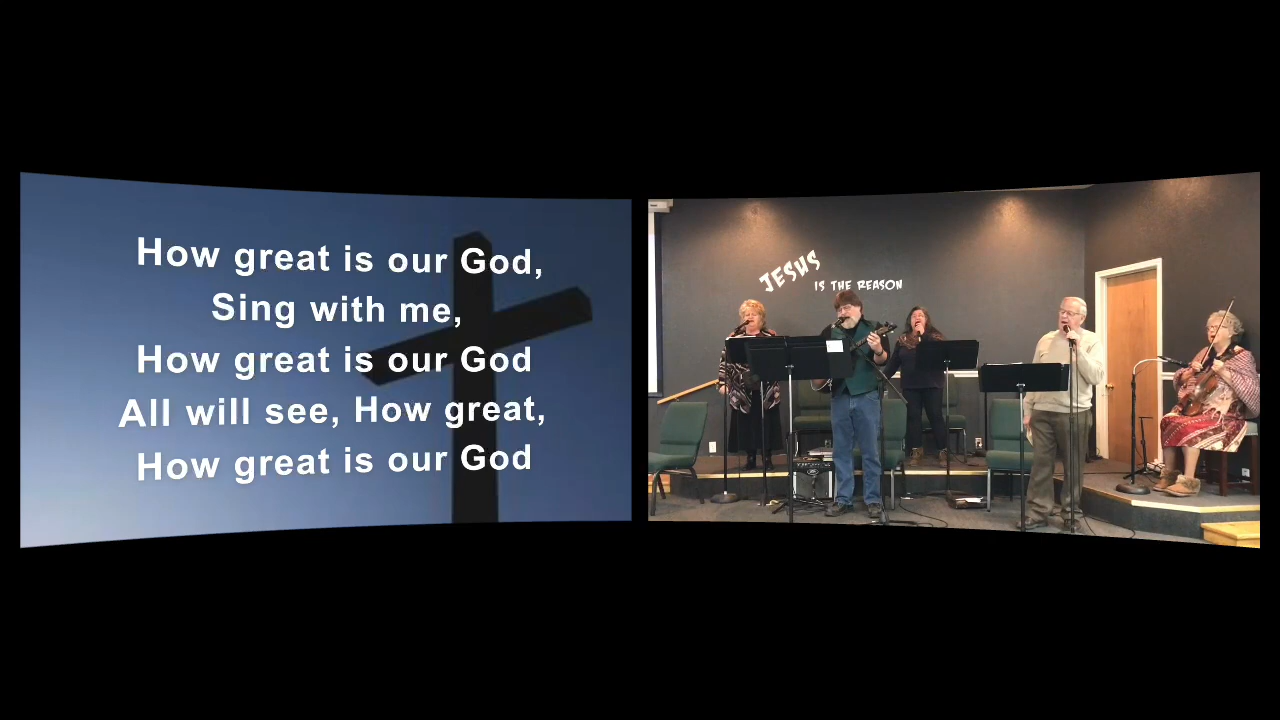 How great is our God,
Sing with me,
How great is our God
All will see, How great,
How great is our God
JESUS
IS THE REASON